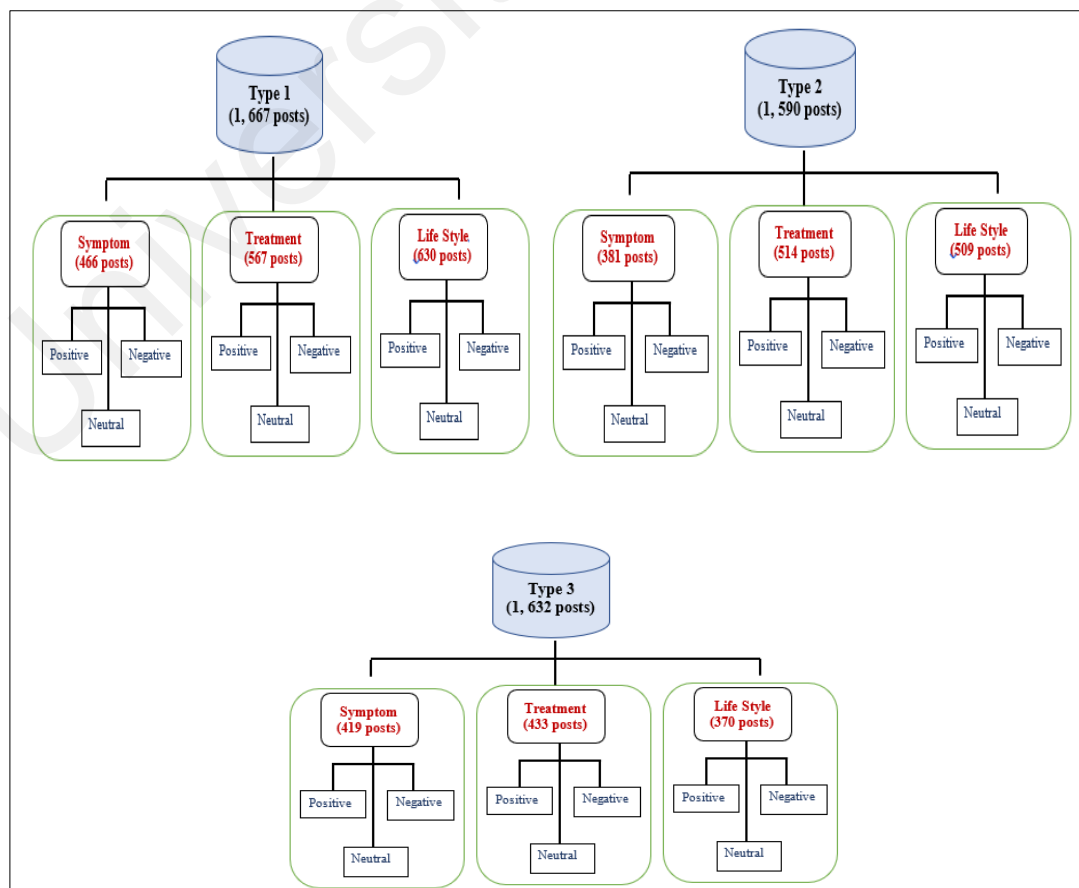 Type 1
(1, 667 posts)
Type 2
(1, 590 posts)
Symptom
(466 posts)
Treatment
(567 posts)
Life Style
(630 posts)
Symptom
(381 posts)
Treatment
(514 posts)
Life Style
(509 posts)
Positive
Negative
Neutral
Positive
Negative
Neutral
Positive
Negative
Neutral
Positive
Negative
Neutral
Positive
Negative
Neutral
Positive
Negative
Neutral
Type 3
(1, 632 posts)
Symptom
(419 posts)
Treatment
(433 posts)
Life Style
(370 posts)
Positive
Negative
Neutral
Positive
Negative
Neutral
Positive
Negative
Neutral